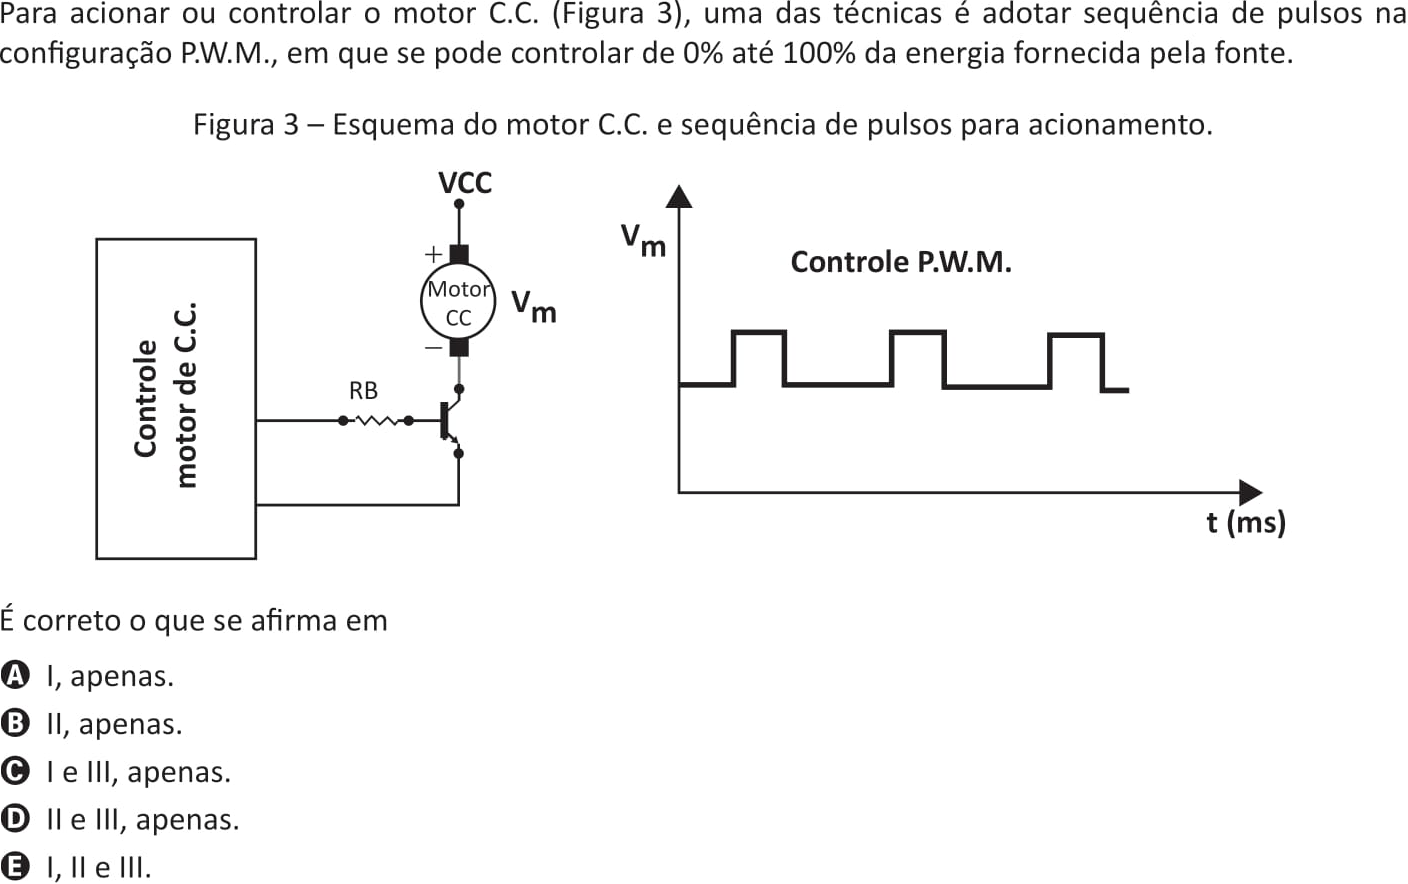 Para acionar ou controlar o motor C.C. (Figura 3), uma das técnicas é adotar sequência de pulsos na
configuração P.W.M., em que se pode controlar de 0% até 100% da energia fornecida pela fonte.
Figura 3 – Esquema do motor C.C. e sequência de pulsos para acionamento.
VCC
+
Motor
CC
–
Vm
RB
Controle
motor de C.C.
Vm
Controle P.W.M.
t (ms)
É correto o que se afirma em
A I, apenas.
B II, apenas.
C I e III, apenas.
D II e III, apenas.
E I, II e III.